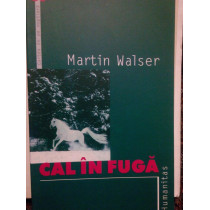 Martin Walser
CAL ÎN FUGĂ
Humanitas